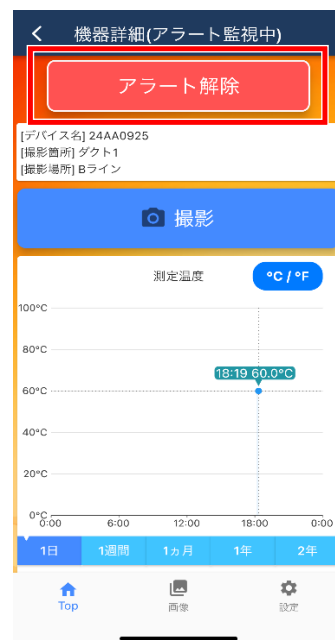 機器詳細(アラート監視中)
アラート解除
[デバイス名] 24AA0925
[撮影箇所] ダクト1
[撮影場所] Bライン
撮影
測定温度
°C / °F
100°C
80°C
18:19 60.0°C
60°C
40°C
20°C
0°C
0:00 6:00 12:00 18:00 0:00
1日 1週間 1ヵ月 1年 2年
Top 画像 設定